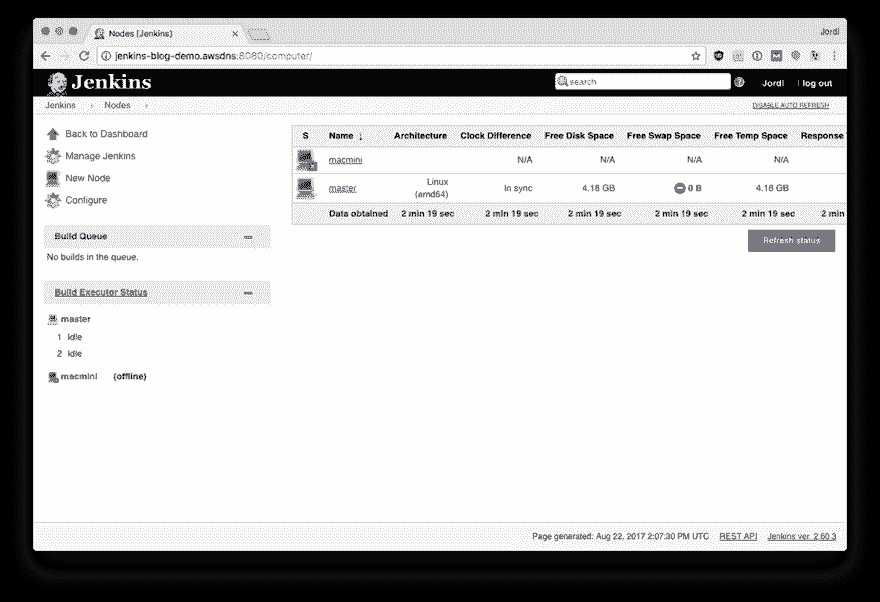 Nodes [Jenkins]
Jordi
jenkins-blog-demo.awsdns:8080/computer/
Jenkins
search
Jordi
log out
Jenkins
Nodes
DISABLE AUTO REFRESH
Back to Dashboard
Manage Jenkins
New Node
Configure
Build Queue
No builds in the queue.
Build Executor Status
master
1 Idle
2 Idle
macmini (offline)
S Name ↓ Architecture Clock Difference Free Disk Space Free Swap Space Free Temp Space Response
macmini N/A N/A N/A N/A
master Linux (amd64) In sync 4.18 GB 0 B 4.18 GB
Data obtained 2 min 19 sec 2 min 19 sec 2 min 19 sec 2 min 19 sec 2 min 19 sec 2 min
Refresh status
Page generated: Aug 22, 2017 2:07:30 PM UTC REST API Jenkins ver. 2.60.3